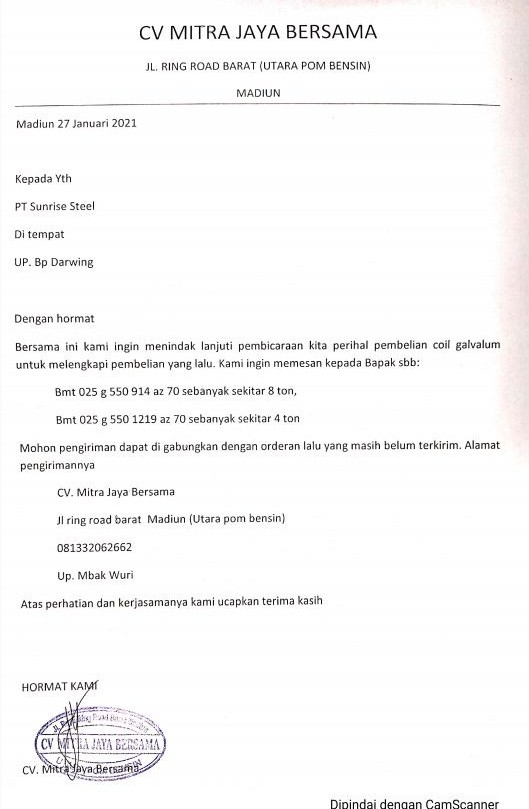 CV MITRA JAYA BERSAMA
JL. RING ROAD BARAT (UTARA POM BENSIN)
MADIUN
Madiun 27 Januari 2021
Kepada Yth
PT Sunrise Steel
Di tempat
UP. Bp Darwing
Dengan hormat
Bersama ini kami ingin menindak lanjuti pembicaraan kita perihal pembelian coil galvalum
untuk melengkapi pembelian yang lalu. Kami ingin memesan kepada Bapak sbb:
Bmt 025 g 550 914 az 70 sebanyak sekitar 8 ton,
Bmt 025 g 550 1219 az 70 sebanyak sekitar 4 ton
Mohon pengiriman dapat di gabungkan dengan orderan lalu yang masih belum terkirim. Alamat
pengirimannya
CV. Mitra Jaya Bersama
Jl ring road barat Madiun (Utara pom bensin)
081332062662
Up. Mbak Wuri
Atas perhatian dan kerjasamanya kami ucapkan terima kasih
HORMAT KAMI
CV MITRA JAYA BERSAMA
CV. Mitra Jaya Bersama
Dipindai dengan CamScanner